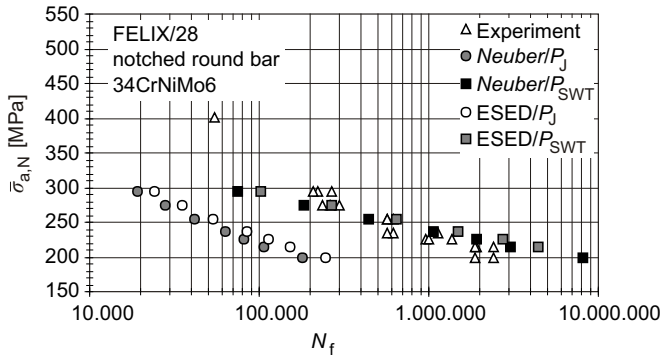 550
500
450
400
350
300
250
200
150
σ̄a,N [MPa]
FELIX/28
notched round bar
34CrNiMo6
Experiment
Neuber/PJ
Neuber/PSWT
ESED/PJ
ESED/PSWT
10.000
100.000
1.000.000
10.000.000
Nf